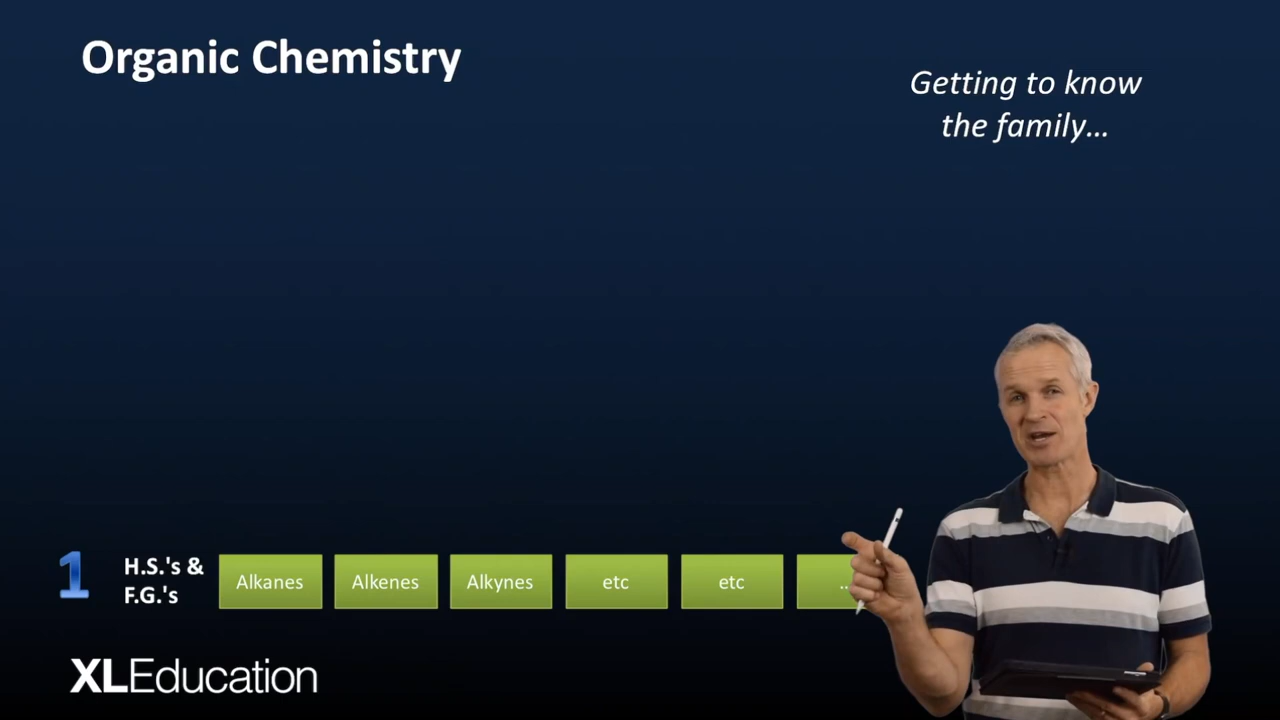 Organic Chemistry
Getting to know
the family...
1
H.S.'s &
F.G.'s
Alkanes
Alkenes
Alkynes
etc
etc
...
XLEducation